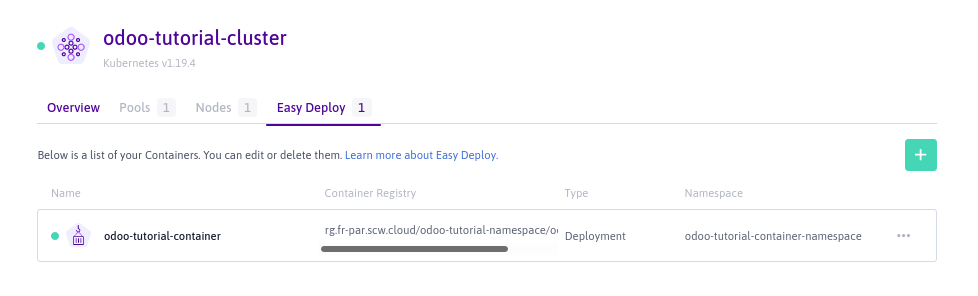 odoo-tutorial-cluster
Kubernetes v1.19.4
Overview Pools 1 Nodes 1 Easy Deploy 1
Below is a list of your Containers. You can edit or delete them. Learn more about Easy Deploy.
+
Name Container Registry Type Namespace
odoo-tutorial-container rg.fr-par.scw.cloud/odoo-tutorial-namespace/o Deployment odoo-tutorial-container-namespace ...